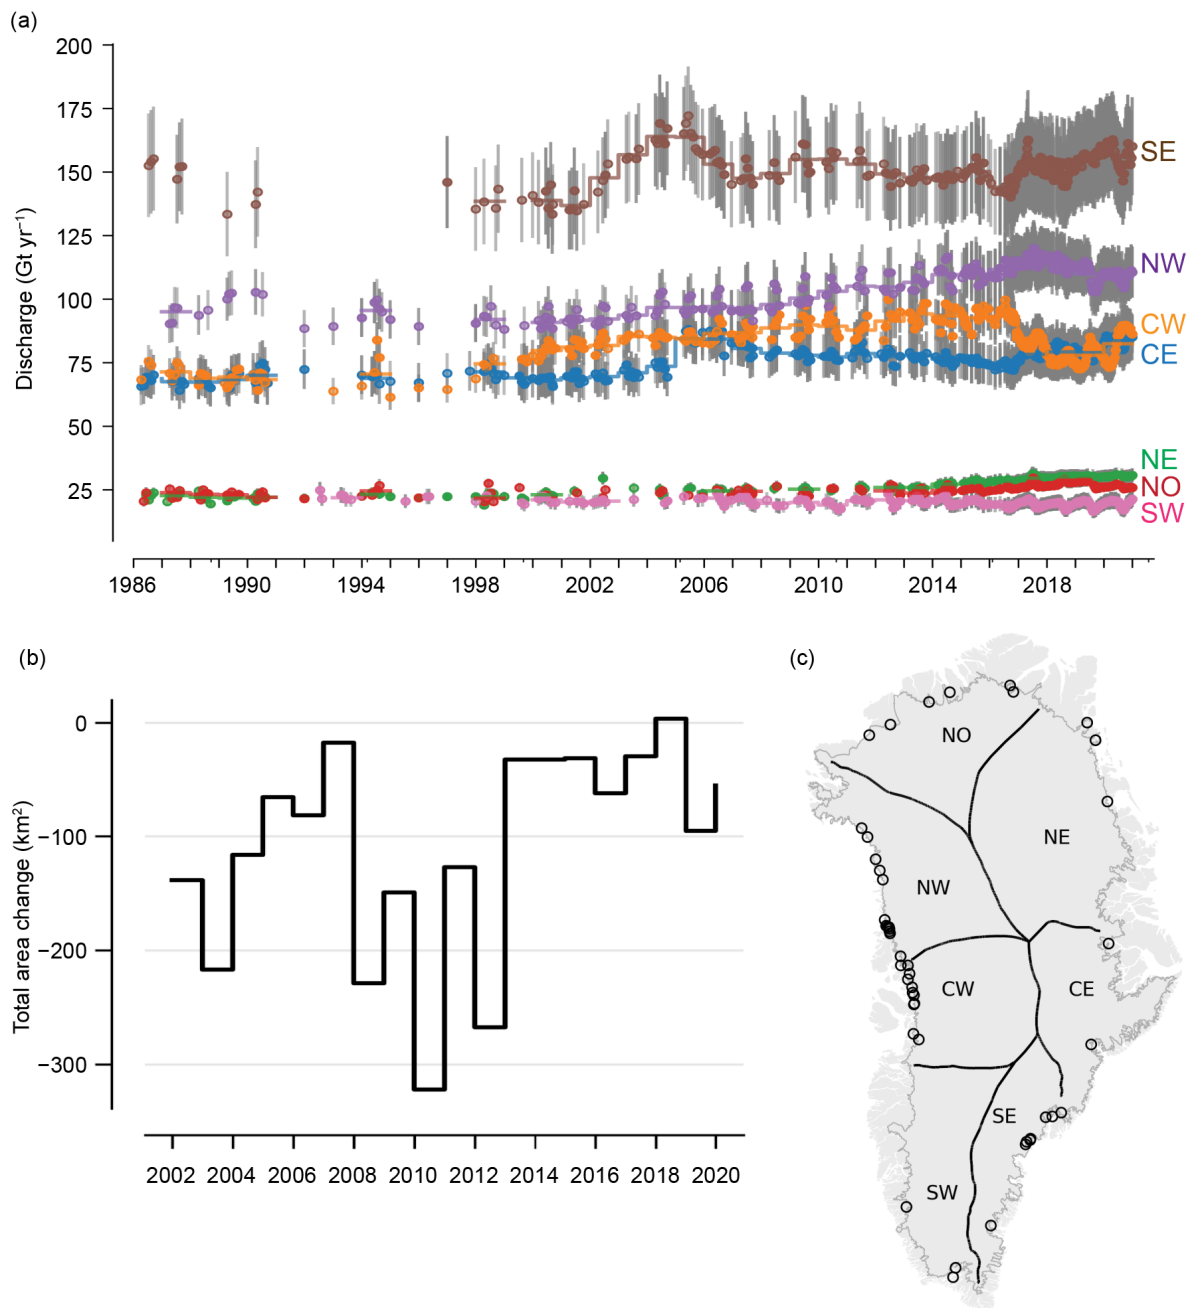 (a)
200
175
150
125
100
75
50
25
Discharge (Gt yr⁻¹)
SE
NW
CW
CE
NE
NO
SW
1986
1990
1994
1998
2002
2006
2010
2014
2018
(b)
0
−100
−200
−300
Total area change (km²)
2002
2004
2006
2008
2010
2012
2014
2016
2018
2020
(c)
NO
NE
NW
CW
CE
SE
SW